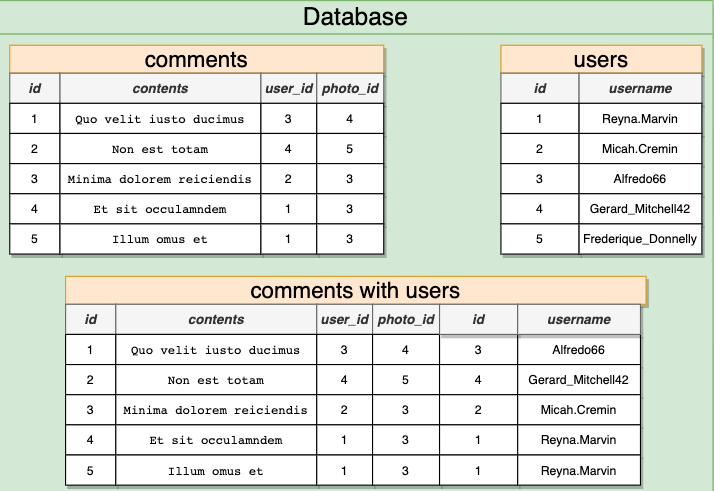 Database
comments
id contents user_id photo_id
1 Quo velit iusto ducimus 3 4
2 Non est totam 4 5
3 Minima dolorem reiciendis 2 3
4 Et sit occulamndem 1 3
5 Illum omus et 1 3
users
id username
1 Reyna.Marvin
2 Micah.Cremin
3 Alfredo66
4 Gerard_Mitchell42
5 Frederique_Donnelly
comments with users
id contents user_id photo_id id username
1 Quo velit iusto ducimus 3 4 3 Alfredo66
2 Non est totam 4 5 4 Gerard_Mitchell42
3 Minima dolorem reiciendis 2 3 2 Micah.Cremin
4 Et sit occulamndem 1 3 1 Reyna.Marvin
5 Illum omus et 1 3 1 Reyna.Marvin